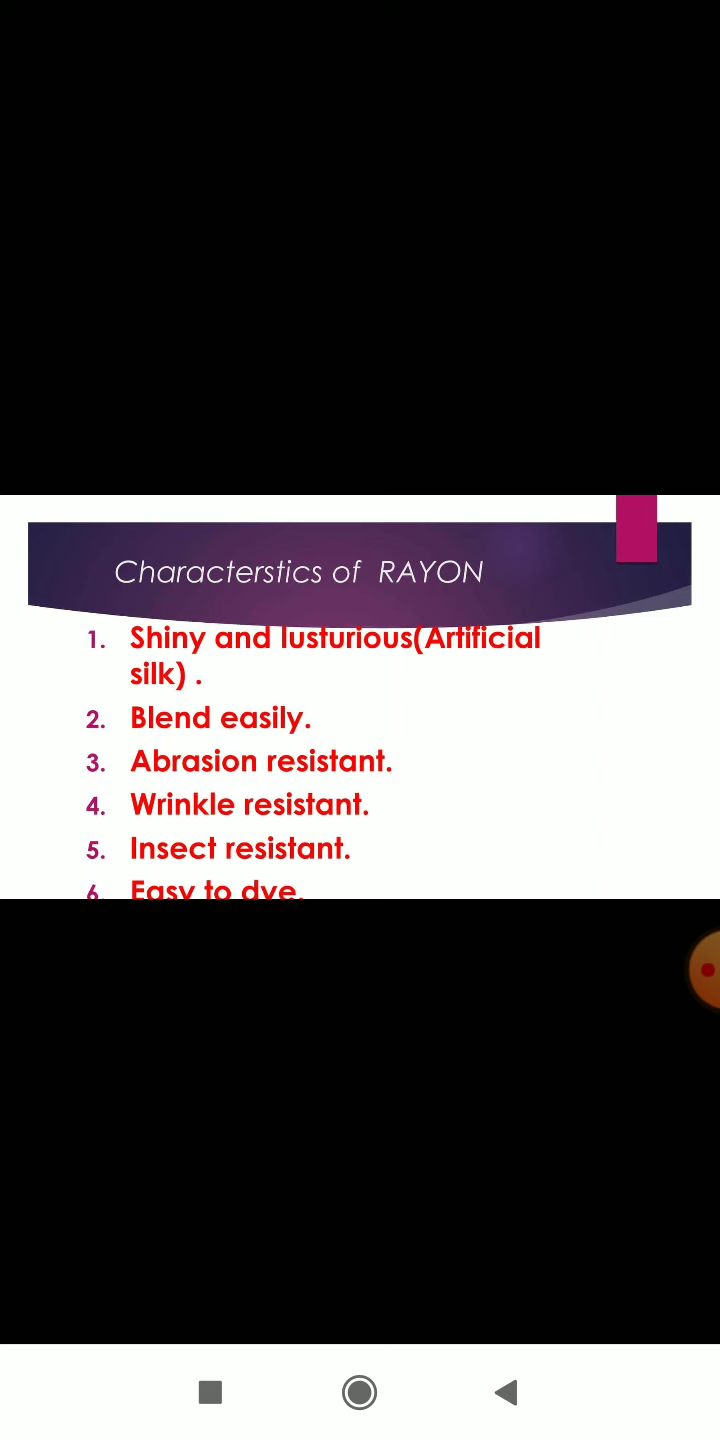 Characterstics of RAYON
1. Shiny and lusturious(Artificial
silk) .
2. Blend easily.
3. Abrasion resistant.
4. Wrinkle resistant.
5. Insect resistant.
6. Easy to dye.